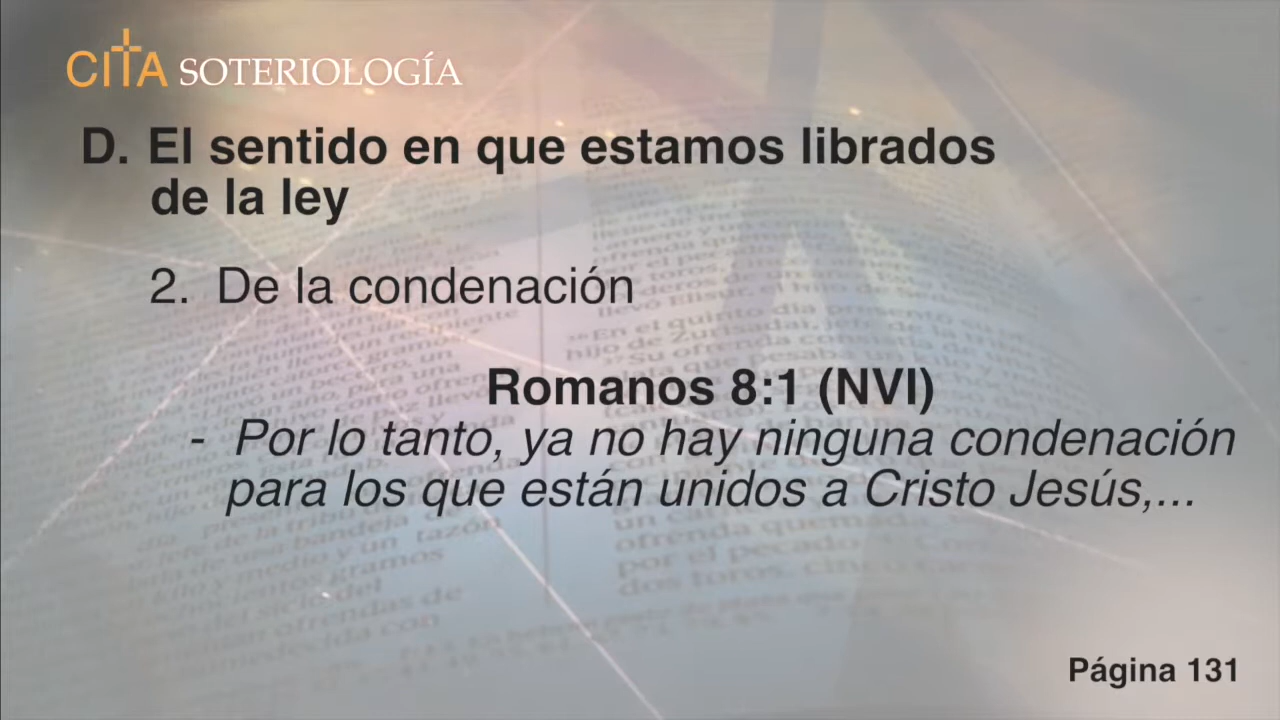 CITA SOTERIOLOGÍA
D. El sentido en que estamos librados
de la ley
2. De la condenación
Romanos 8:1 (NVI)
- Por lo tanto, ya no hay ninguna condenación
para los que están unidos a Cristo Jesús,...
Página 131